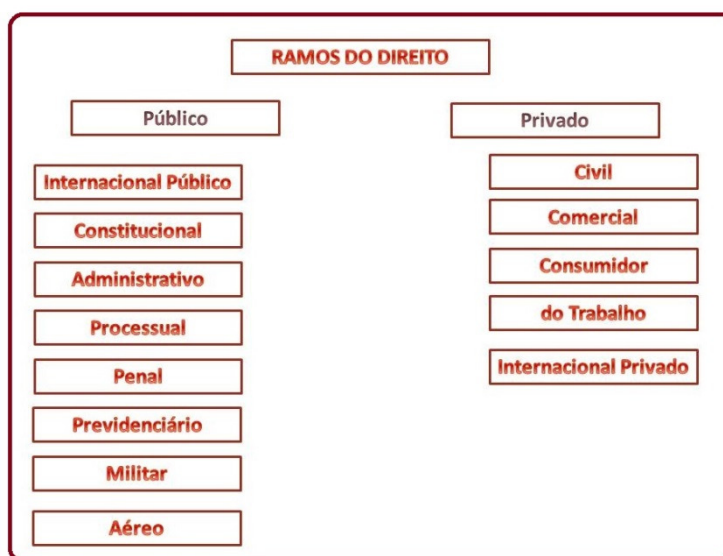 RAMOS DO DIREITO
Público
Internacional Público
Constitucional
Administrativo
Processual
Penal
Previdenciário
Militar
Aéreo
Privado
Civil
Comercial
Consumidor
do Trabalho
Internacional Privado